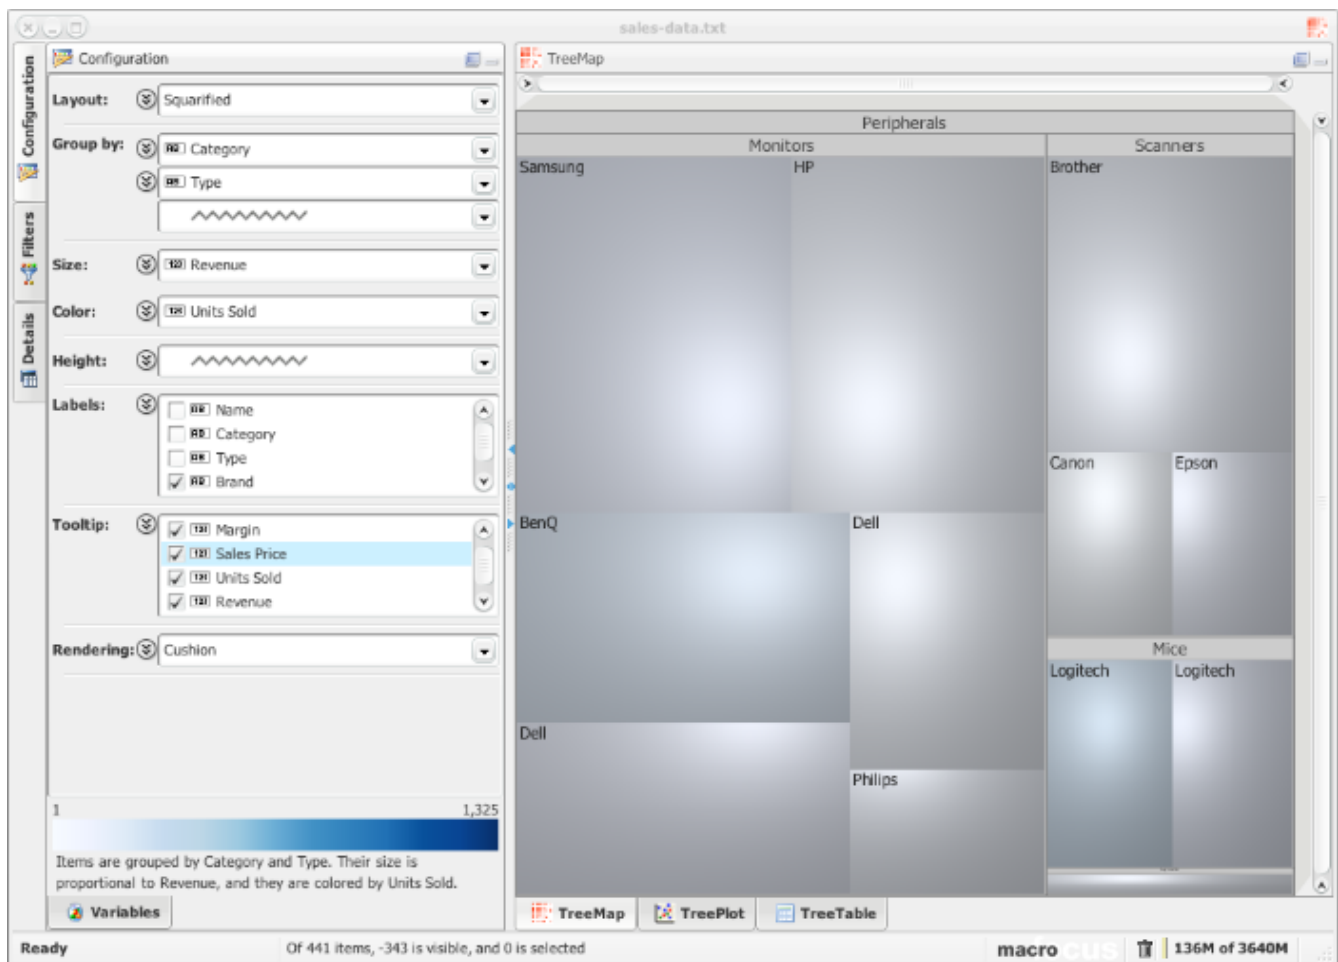 sales-data.txt
Configuration
Filters
Details
Configuration
Layout: Squarified
Group by: Category
Type
Size: Revenue
Color: Units Sold
Height:
Labels: Name
Category
Type
Brand
Tooltip: Margin
Sales Price
Units Sold
Revenue
Rendering: Cushion
1 1,325
Items are grouped by Category and Type. Their size is
proportional to Revenue, and they are colored by Units Sold.
Variables
TreeMap
Peripherals
Monitors Scanners
Samsung HP Brother
Canon Epson
BenQ Dell
Mice
Logitech Logitech
Dell
Philips
TreeMap TreePlot TreeTable
Ready Of 441 items, -343 is visible, and 0 is selected macrocus 136M of 3640M